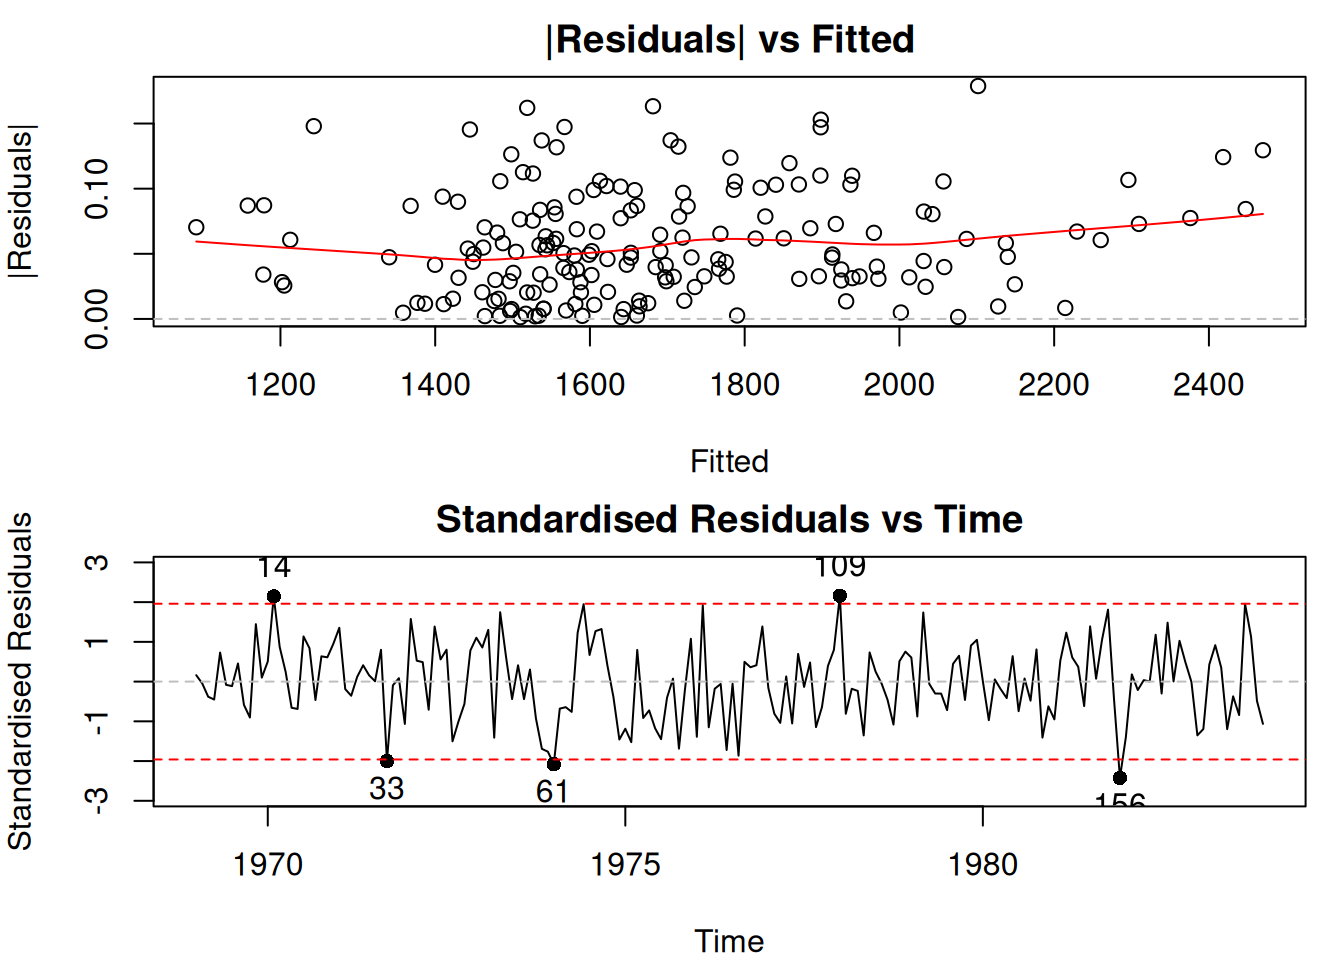 |Residuals| vs Fitted
|Residuals|
0.10
0.00
1200 1400 1600 1800 2000 2200 2400
Fitted
Standardised Residuals vs Time
Standardised Residuals
3
1
-1
-3
14
109
33
61
156
1970 1975 1980
Time